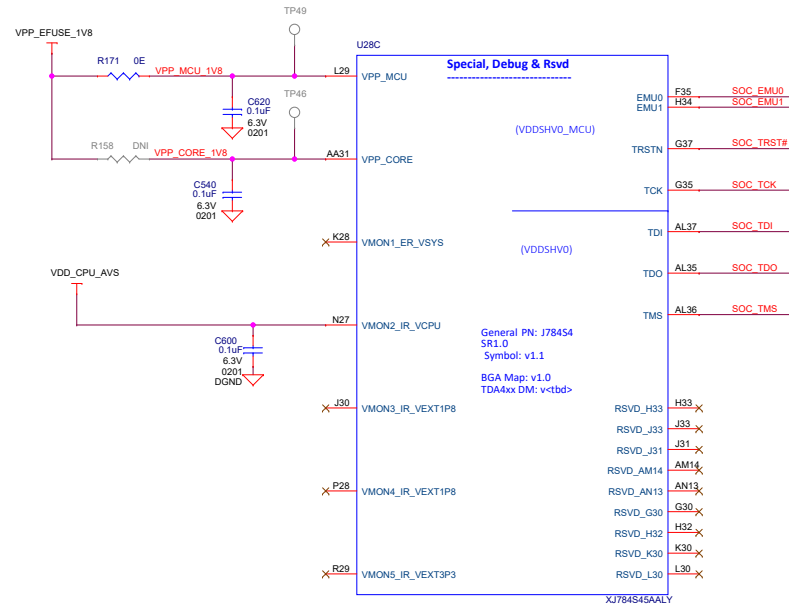 TP49
VPP_EFUSE_1V8
U28C
R171 0E
VPP_MCU_1V8
L29
VPP_MCU
Special, Debug & Rsvd
-----------------------
C620
0.1uF
6.3V
0201
TP46
EMU0
F35
SOC_EMU0
EMU1
H34
SOC_EMU1
(VDDSHV0_MCU)
R158 DNI
VPP_CORE_1V8
AA31
VPP_CORE
TRSTN
G37
SOC_TRST#
C540
0.1uF
6.3V
0201
TCK
G35
SOC_TCK
K28
VMON1_ER_VSYS
(VDDSHV0)
TDI
AL37
SOC_TDI
VDD_CPU_AVS
TDO
AL35
SOC_TDO
N27
VMON2_IR_VCPU
TMS
AL36
SOC_TMS
C600
0.1uF
6.3V
0201
DGND
General PN: J784S4
SR1.0
Symbol: v1.1
BGA Map: v1.0
TDA4xx DM: v<tbd>
J30
VMON3_IR_VEXT1P8
RSVD_H33
H33
RSVD_J33
J33
RSVD_J31
J31
RSVD_AM14
AM14
P28
VMON4_IR_VEXT1P8
RSVD_AN13
AN13
RSVD_G30
G30
RSVD_H32
H32
RSVD_K30
K30
R29
VMON5_IR_VEXT3P3
RSVD_L30
L30
XJ784S45AALY